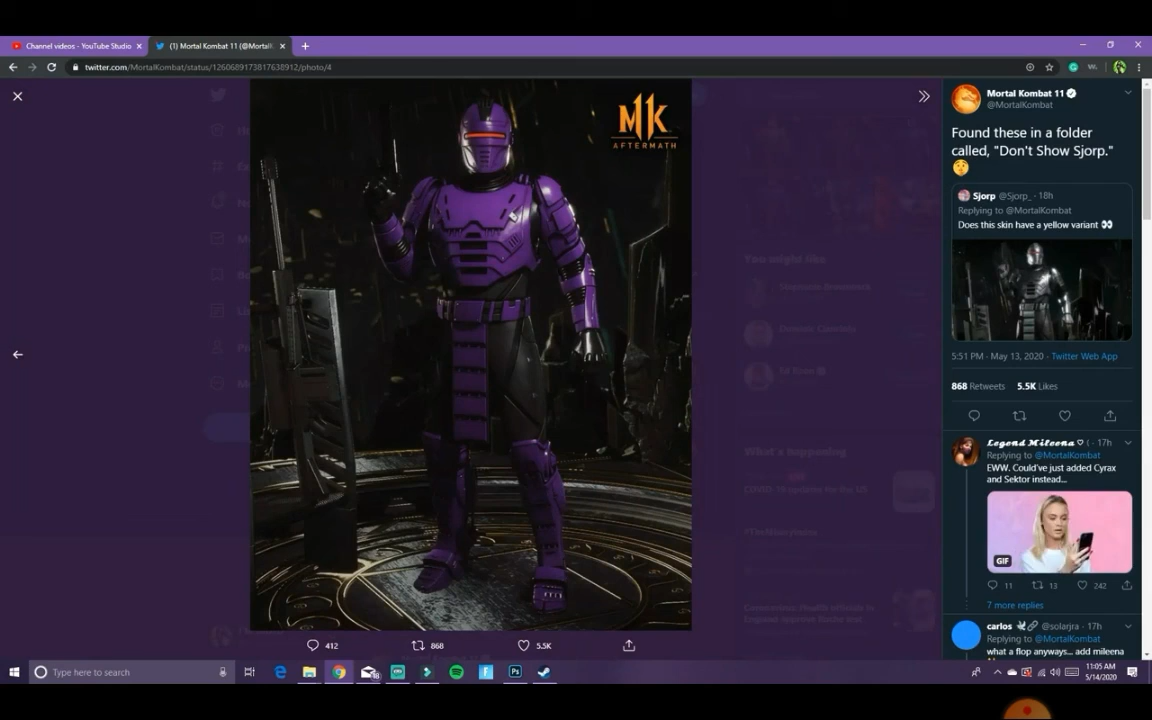 Channel videos - YouTube Studio
(1) Mortal Kombat 11 (@Mortal
twitter.com/MortalKombat/status/1260689173817638912/photo/4
MK
AFTERMATH
You might like
What's happening
412
868
5.5K
Mortal Kombat 11
@MortalKombat
Found these in a folder
called, "Don't Show Sjorp."
Sjorp @Sjorp_ · 18h
Replying to @MortalKombat
Does this skin have a yellow variant
5:51 PM · May 13, 2020 · Twitter Web App
868 Retweets 5.5K Likes
Legend Mileena ♡ ( · 17h
Replying to @MortalKombat
EWW. Could've just added Cyrax
and Sektor instead...
GIF
11 13 242
7 more replies
carlos @solarjra · 17h
Replying to @MortalKombat
what a flop anyways... add mileena
Type here to search
11:05 AM
5/14/2020